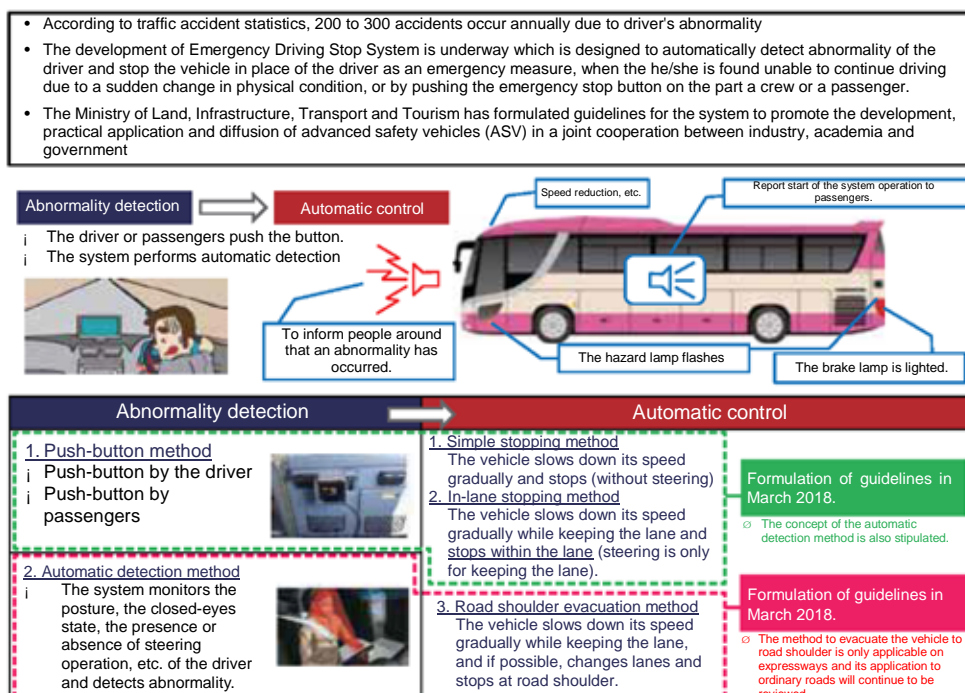 • According to traffic accident statistics, 200 to 300 accidents occur annually due to driver's abnormality
• The development of Emergency Driving Stop System is underway which is designed to automatically detect abnormality of the
driver and stop the vehicle in place of the driver as an emergency measure, when the he/she is found unable to continue driving
due to a sudden change in physical condition, or by pushing the emergency stop button on the part a crew or a passenger.
• The Ministry of Land, Infrastructure, Transport and Tourism has formulated guidelines for the system to promote the development,
practical application and diffusion of advanced safety vehicles (ASV) in a joint cooperation between industry, academia and
government
Abnormality detection
Automatic control
¡ The driver or passengers push the button.
¡ The system performs automatic detection
Speed reduction, etc.
Report start of the system operation to
passengers.
To inform people around
that an abnormality has
occurred.
The hazard lamp flashes
The brake lamp is lighted.
Abnormality detection
Automatic control
1. Push-button method
¡ Push-button by the driver
¡ Push-button by
passengers
2. Automatic detection method
¡ The system monitors the
posture, the closed-eyes
state, the presence or
absence of steering
operation, etc. of the driver
and detects abnormality.
1. Simple stopping method
The vehicle slows down its speed
gradually and stops (without steering)
2. In-lane stopping method
The vehicle slows down its speed
gradually while keeping the lane and
stops within the lane (steering is only
for keeping the lane).
3. Road shoulder evacuation method
The vehicle slows down its speed
gradually while keeping the lane,
and if possible, changes lanes and
stops at road shoulder.
Formulation of guidelines in
March 2018.
Ø The concept of the automatic
detection method is also stipulated.
Formulation of guidelines in
March 2018.
Ø The method to evacuate the vehicle to
road shoulder is only applicable on
expressways and its application to
ordinary roads will continue to be
reviewed